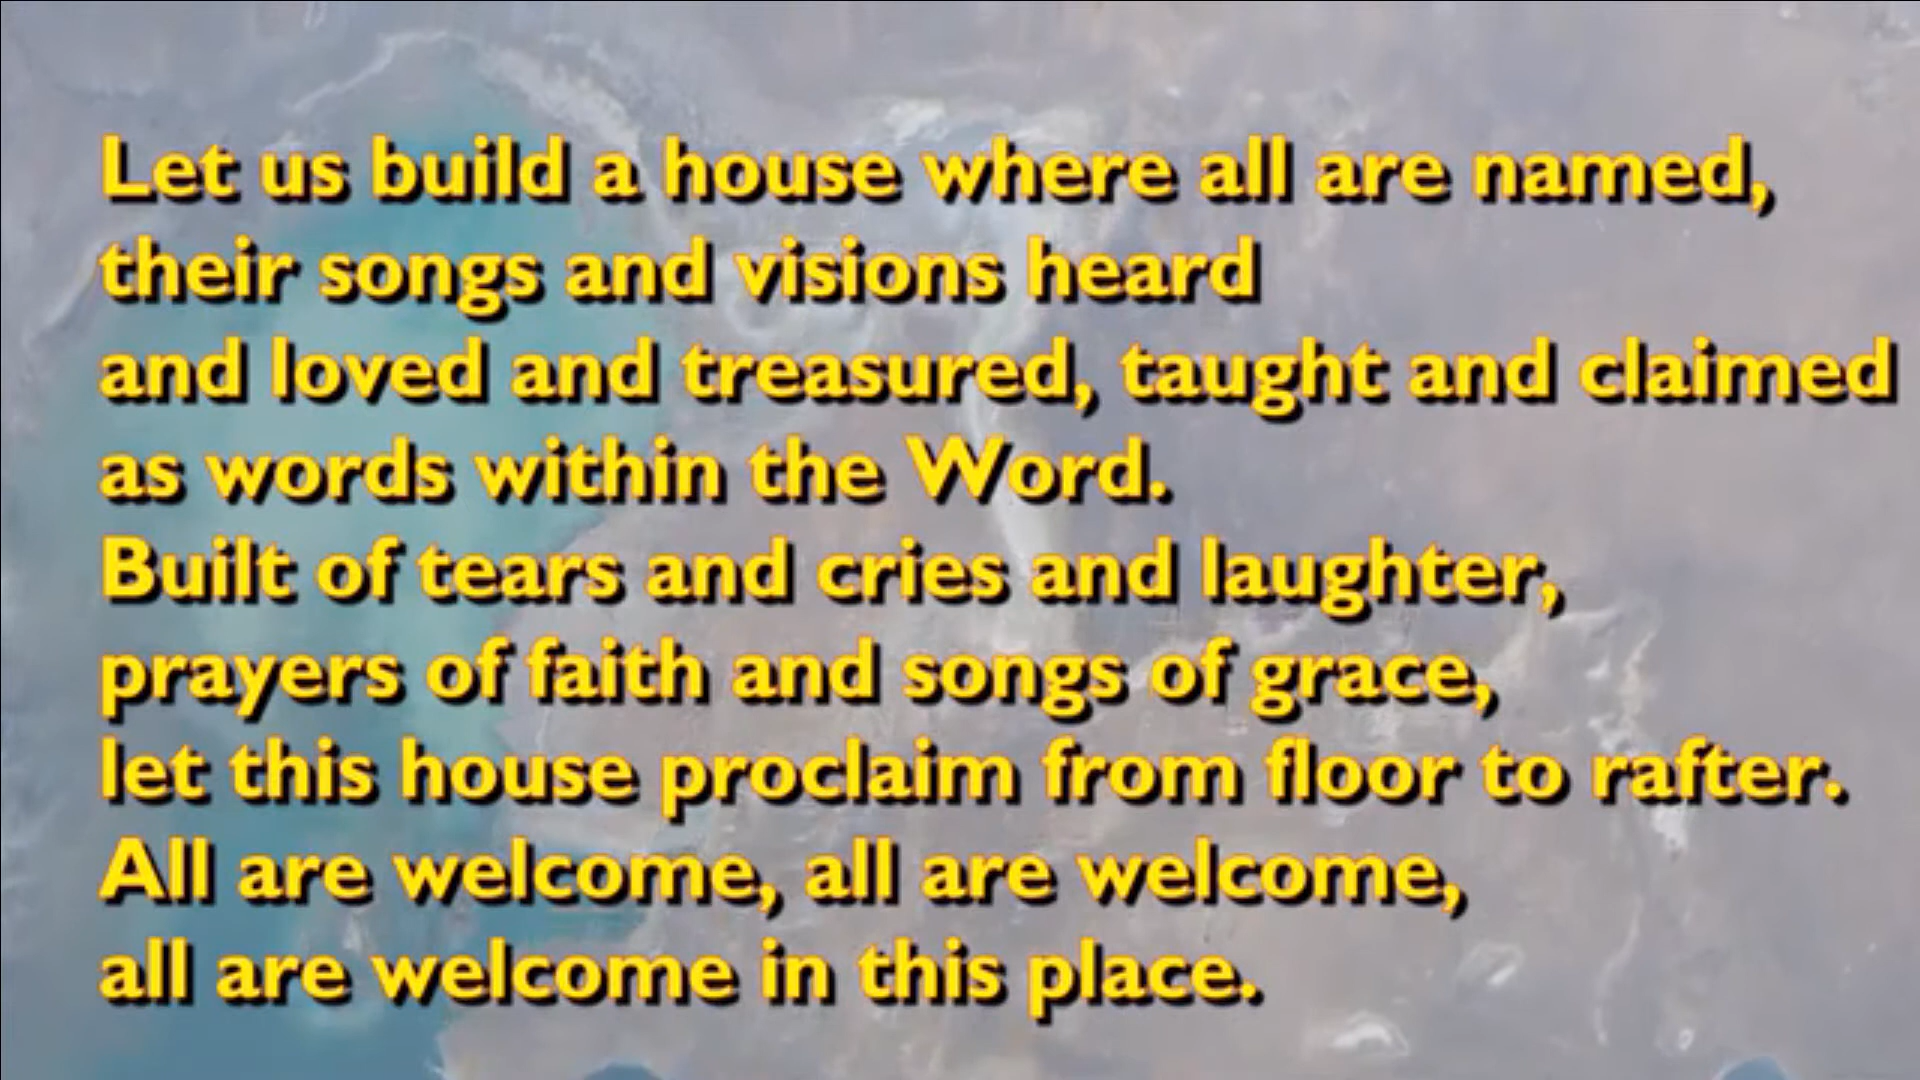 Let us build a house where all are named,
their songs and visions heard
and loved and treasured, taught and claimed
as words within the Word.
Built of tears and cries and laughter,
prayers of faith and songs of grace,
let this house proclaim from floor to rafter.
All are welcome, all are welcome,
all are welcome in this place.